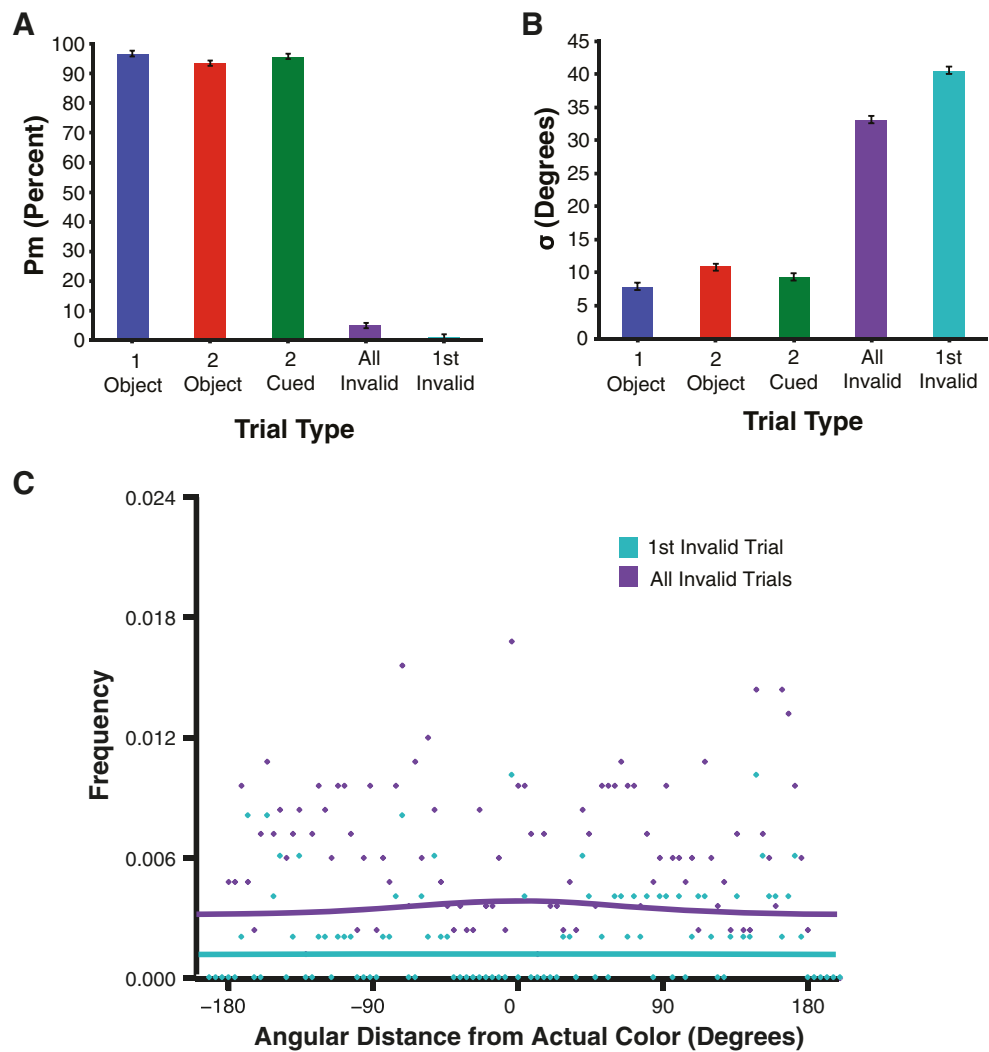 A
Pm (Percent)
100
90
80
70
60
50
40
30
20
10
0
1
Object
2
Object
2
Cued
All
Invalid
1st
Invalid
Trial Type
B
σ (Degrees)
45
40
35
30
25
20
15
10
5
0
1
Object
2
Object
2
Cued
All
Invalid
1st
Invalid
Trial Type
C
Frequency
0.024
0.018
0.012
0.006
0.000
1st Invalid Trial
All Invalid Trials
−180
−90
0
90
180
Angular Distance from Actual Color (Degrees)